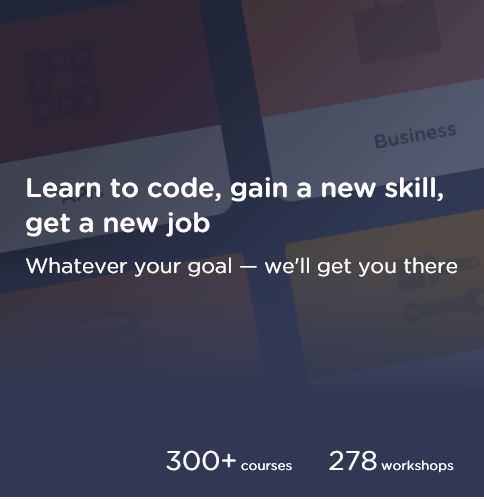 Business
Learn to code, gain a new skill,
get a new job
Whatever your goal — we'll get you there
300+ courses 278 workshops